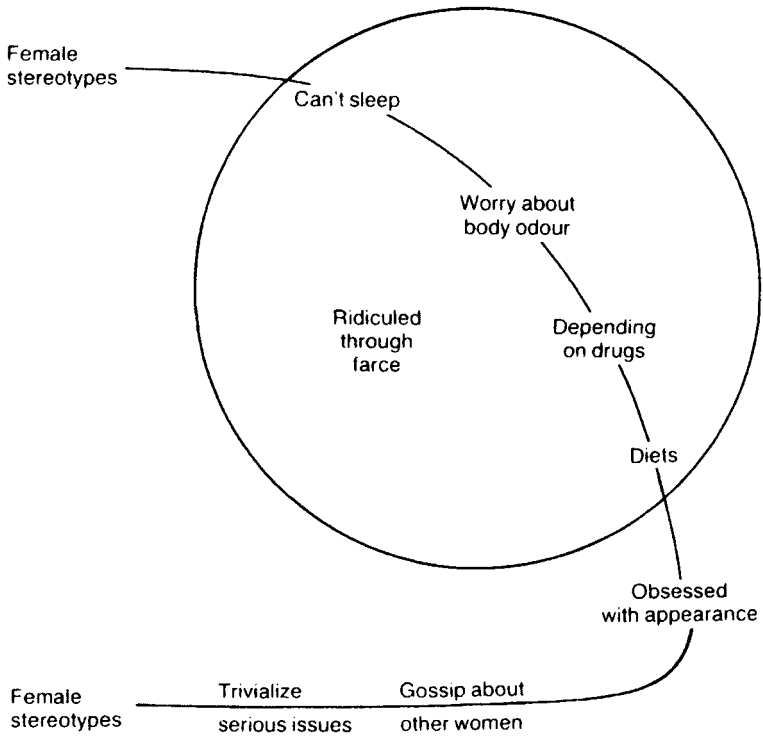 Female
stereotypes
Can't sleep
Worry about
body odour
Ridiculed
through
farce
Depending
on drugs
Diets
Obsessed
with appearance
Female
stereotypes
Trivialize
serious issues
Gossip about
other women